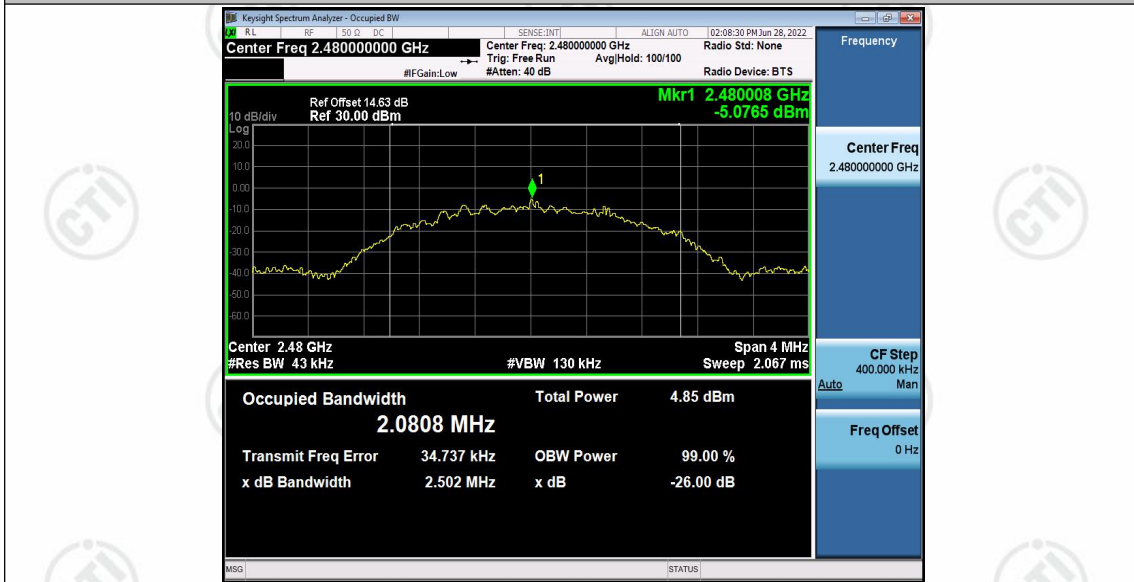 Keysight Spectrum Analyzer - Occupied BW
LXI RL RF 50 Ω DC SENSE:INT ALIGN AUTO 02:08:30 PM Jun 28, 2022
Center Freq 2.480000000 GHz
Center Freq: 2.480000000 GHz Radio Std: None
Trig: Free Run Avg|Hold: 100/100
#IFGain:Low #Atten: 40 dB Radio Device: BTS
Frequency
Mkr1 2.480008 GHz
-5.0765 dBm
Ref Offset 14.63 dB
10 dB/div Ref 30.00 dBm
Log
20.0
10.0
0.00
-10.0
-20.0
-30.0
-40.0
-50.0
-60.0
1
Center 2.48 GHz Span 4 MHz
#Res BW 43 kHz #VBW 130 kHz Sweep 2.067 ms
Center Freq
2.480000000 GHz
CF Step
400.000 kHz
Auto Man
Freq Offset
0 Hz
Occupied Bandwidth Total Power 4.85 dBm
2.0808 MHz
Transmit Freq Error 34.737 kHz OBW Power 99.00 %
x dB Bandwidth 2.502 MHz x dB -26.00 dB
MSG STATUS
CTI
CTI
CTI
CTI